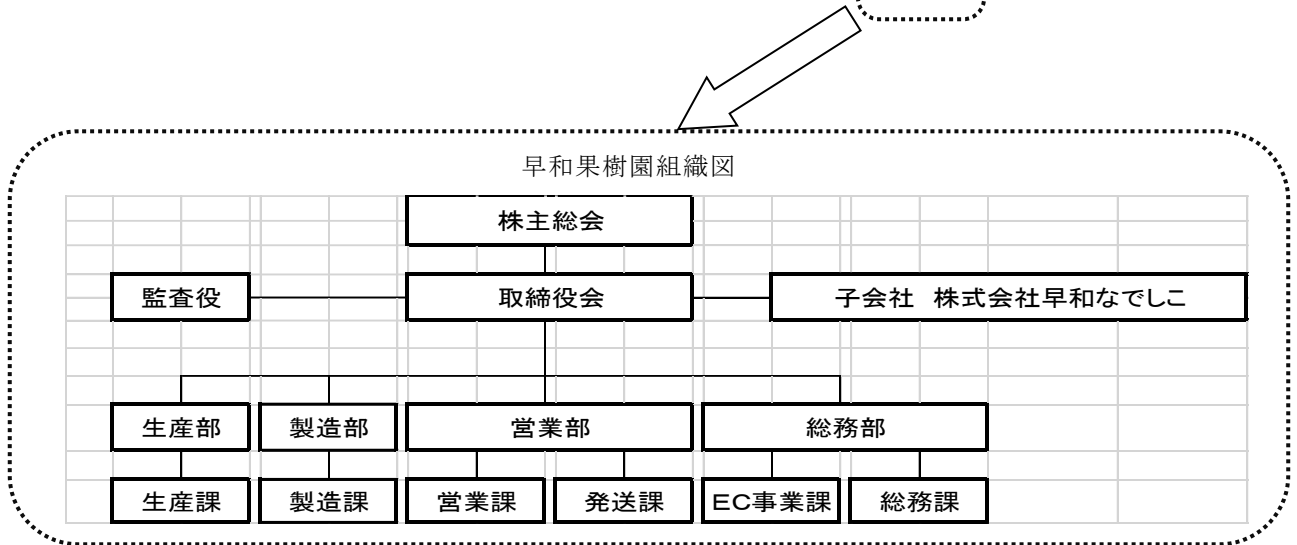 早和果樹園組織図
株主総会
監査役 取締役会 子会社 株式会社早和なでしこ
生産部 製造部 営業部 総務部
生産課 製造課 営業課 発送課 EC事業課 総務課